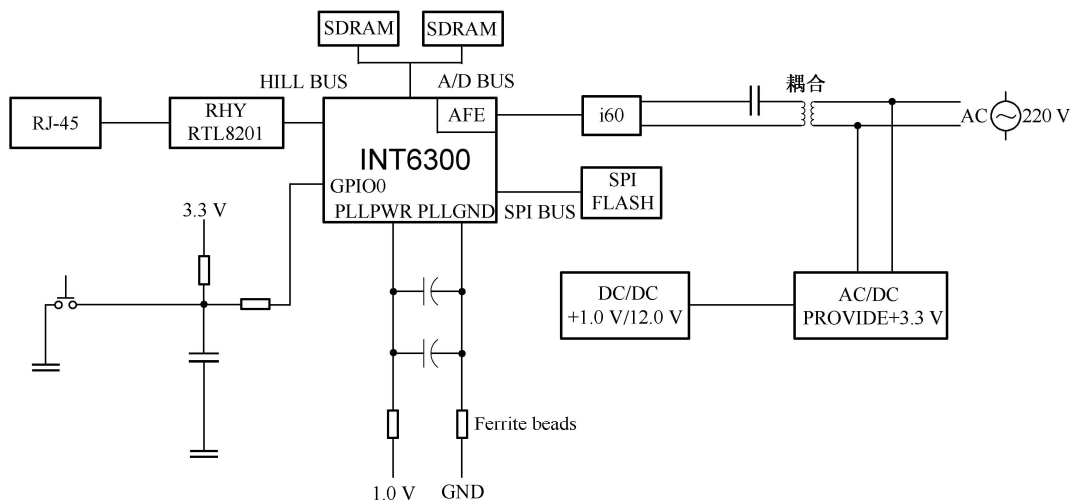 SDRAM
SDRAM
HILL BUS
A/D BUS
耦合
RJ-45
RHY
RTL8201
AFE
i60
AC
220 V
INT6300
GPIO0
SPI
FLASH
3.3 V
PLLPWR
PLLGND
SPI BUS
DC/DC
+1.0 V/12.0 V
AC/DC
PROVIDE+3.3 V
Ferrite beads
1.0 V
GND